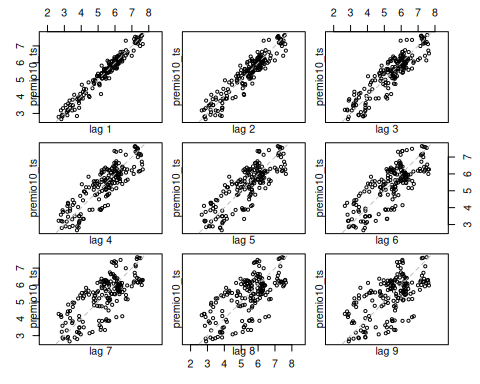 2 3 4 5 6 7 8
2 3 4 5 6 7 8
2 3 4 5 6 7 8
3 4 5 6 7
premio10_ts
lag 1
premio10_ts
lag 2
premio10_ts
lag 3
premio10_ts
lag 4
premio10_ts
lag 5
premio10_ts
lag 6
3 4 5 6 7
3 4 5 6 7
premio10_ts
lag 7
premio10_ts
lag 8
premio10_ts
lag 9
2 3 4 5 6 7 8